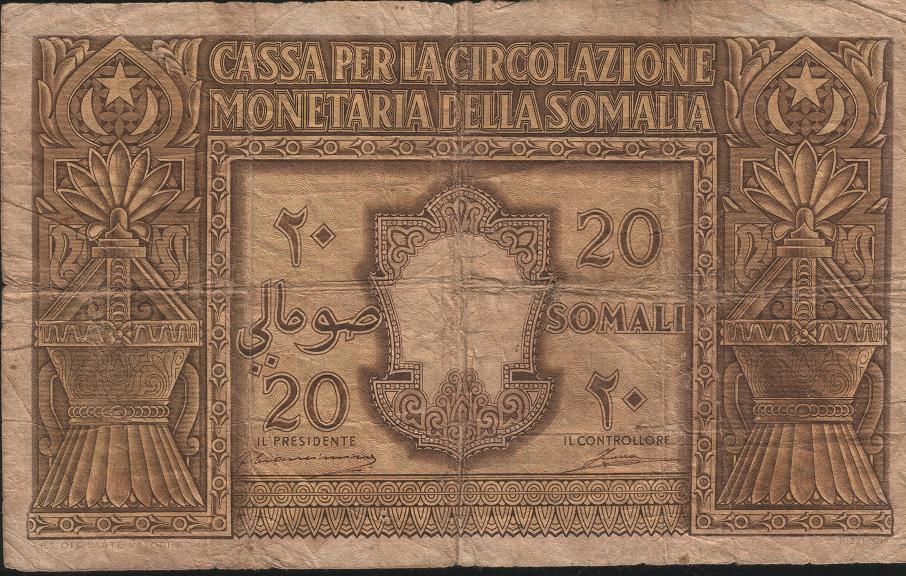 CASSA PER LA CIRCOLAZIONE
MONETARIA DELLA SOMALIA
٢٠
20
صومالي
SOMALI
20
٢٠
IL PRESIDENTE
IL CONTROLLORE